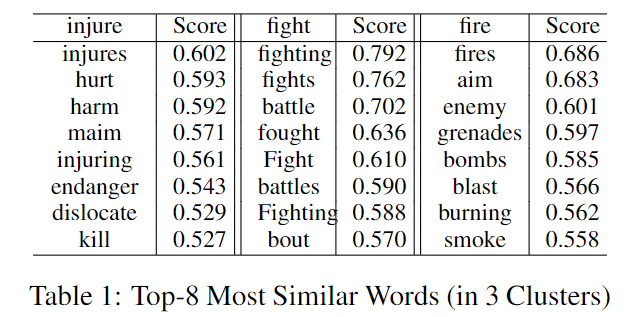 injure Score fight Score fire Score
injures 0.602 fighting 0.792 fires 0.686
hurt 0.593 fights 0.762 aim 0.683
harm 0.592 battle 0.702 enemy 0.601
maim 0.571 fought 0.636 grenades 0.597
injuring 0.561 Fight 0.610 bombs 0.585
endanger 0.543 battles 0.590 blast 0.566
dislocate 0.529 Fighting 0.588 burning 0.562
kill 0.527 bout 0.570 smoke 0.558
Table 1: Top-8 Most Similar Words (in 3 Clusters)